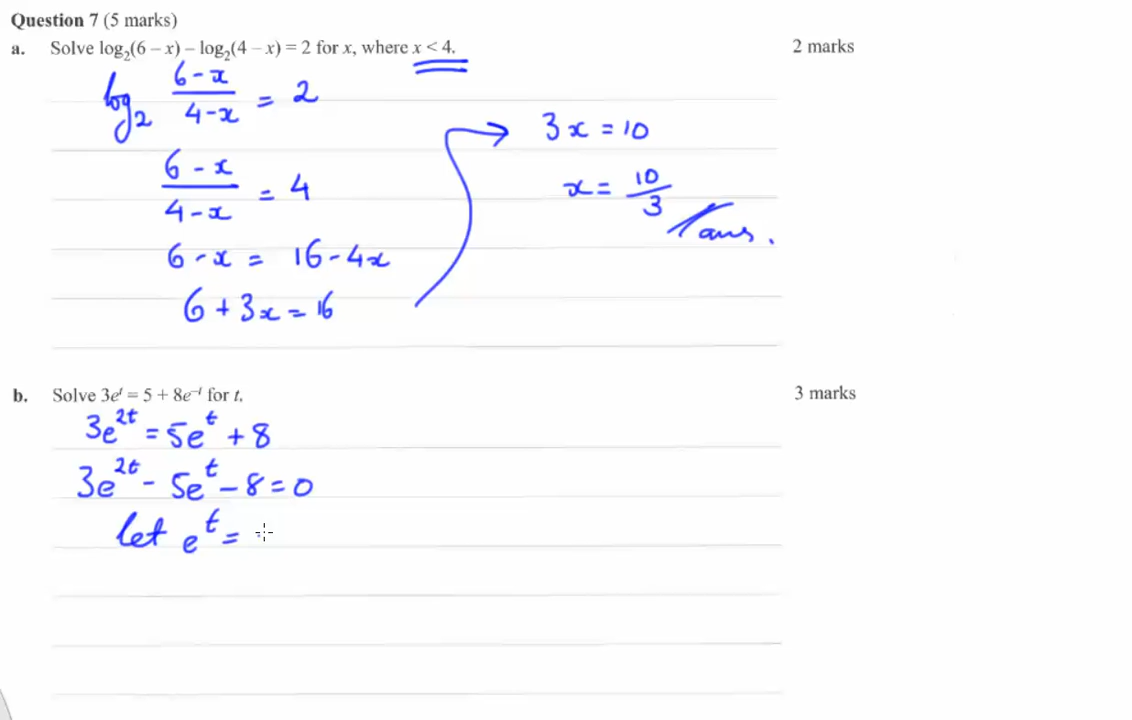 Question 7 (5 marks)
a. Solve log₂(6 – x) – log₂(4 – x) = 2 for x, where x < 4. 2 marks
log₂ (6-x)/(4-x) = 2
(6-x)/(4-x) = 4
6-x = 16-4x
6+3x=16
3x=10
x= 10/3
ans.
b. Solve 3eᵗ = 5 + 8e⁻ᵗ for t. 3 marks
3e²ᵗ = 5eᵗ + 8
3e²ᵗ - 5eᵗ - 8 = 0
let eᵗ =